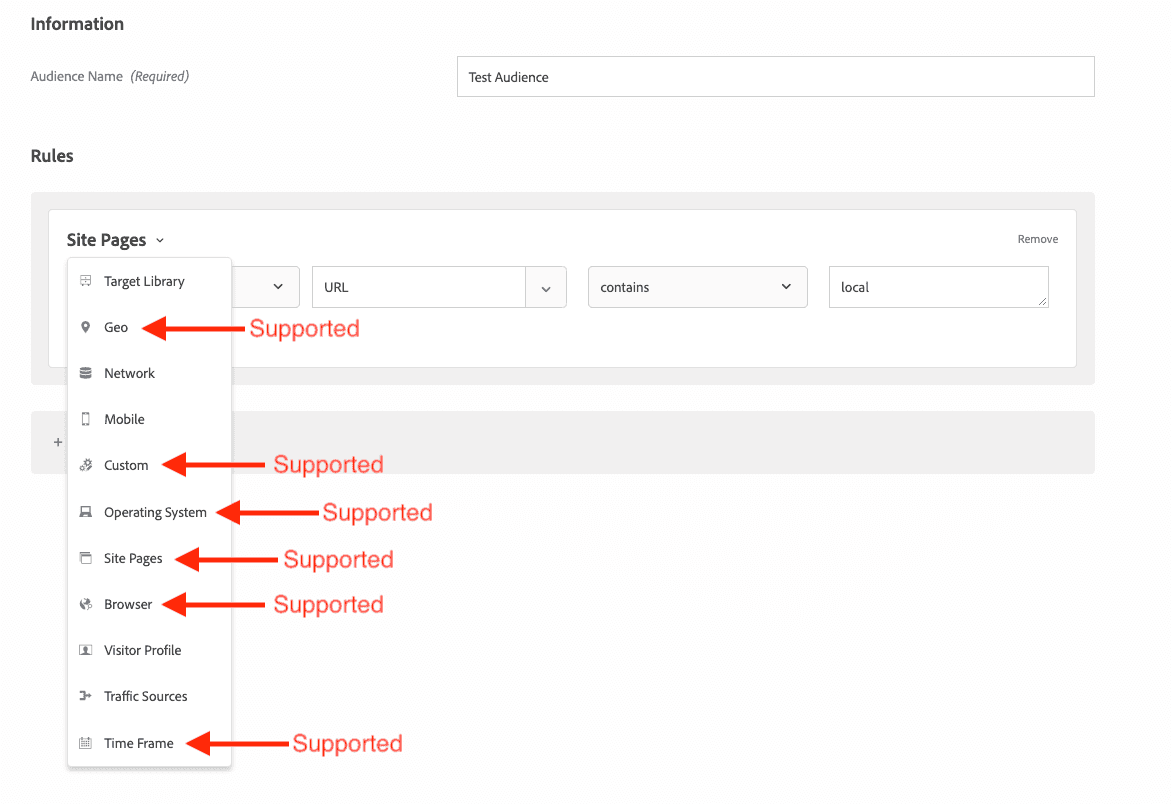 Information
Audience Name (Required)
Test Audience
Rules
Site Pages
Remove
URL
contains
local
Target Library
Geo
Supported
Network
Mobile
+
Custom
Supported
Operating System
Supported
Site Pages
Supported
Browser
Supported
Visitor Profile
Traffic Sources
Time Frame
Supported